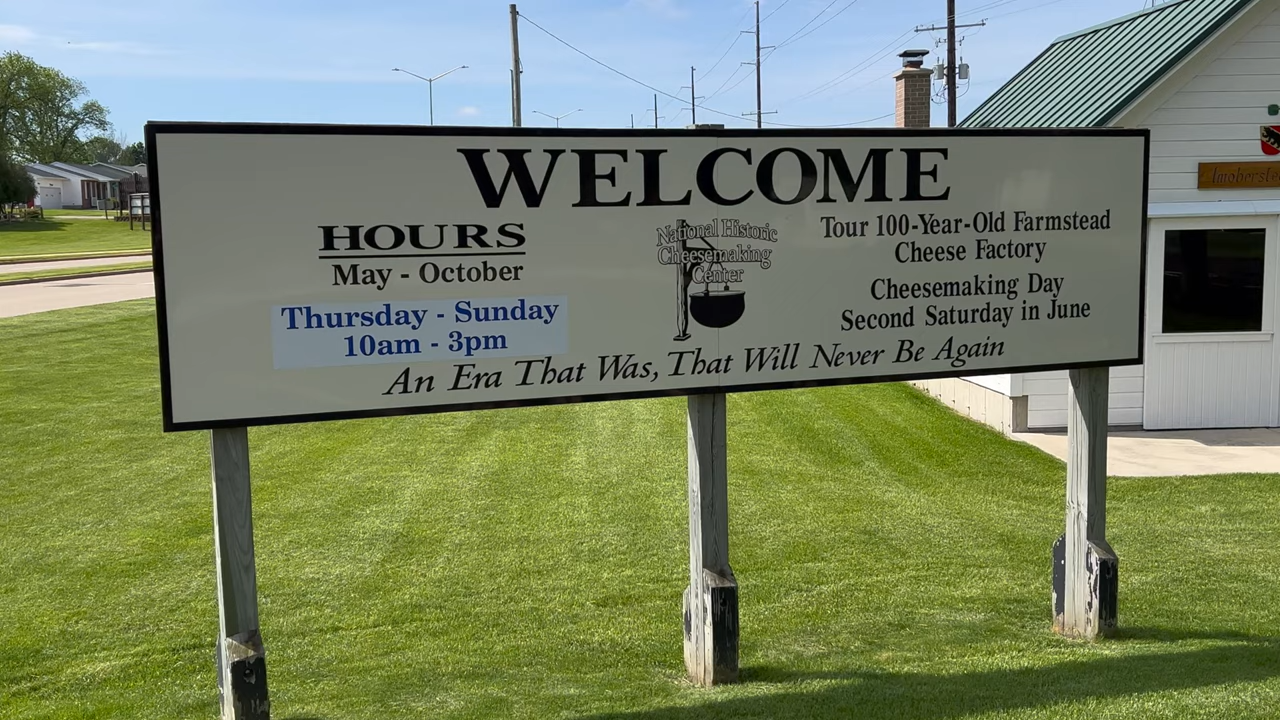 WELCOME
HOURS
May - October
Thursday - Sunday
10am - 3pm
National Historic
Cheesemaking
Center
Tour 100-Year-Old Farmstead
Cheese Factory
Cheesemaking Day
Second Saturday in June
An Era That Was, That Will Never Be Again